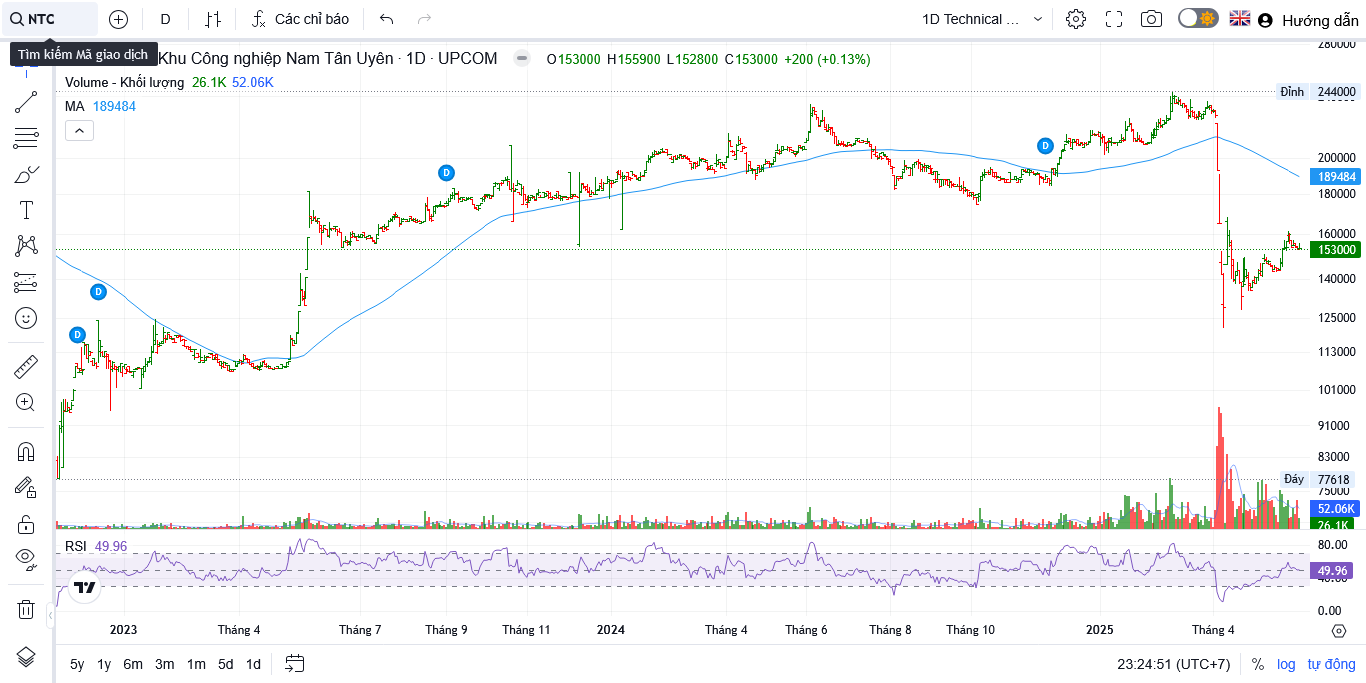 NTC
D
Các chỉ báo
1D Technical ...
Hướng dẫn
Tìm kiếm Mã giao dịch
Khu Công nghiệp Nam Tân Uyên · 1D · UPCOM
O153000 H155900 L152800 C153000 +200 (+0.13%)
Volume - Khối lượng 26.1K 52.06K
MA 189484
280000
Đỉnh 244000
200000
189484
180000
160000
153000
140000
125000
113000
101000
91000
83000
Đáy 77618
75000
52.06K
26.1K
D
D
D
D
RSI 49.96
80.00
49.96
40.00
0.00
2023 Tháng 4 Tháng 7 Tháng 9 Tháng 11 2024 Tháng 4 Tháng 6 Tháng 8 Tháng 10 2025 Tháng 4
5y 1y 6m 3m 1m 5d 1d
23:24:51 (UTC+7) % log tự động